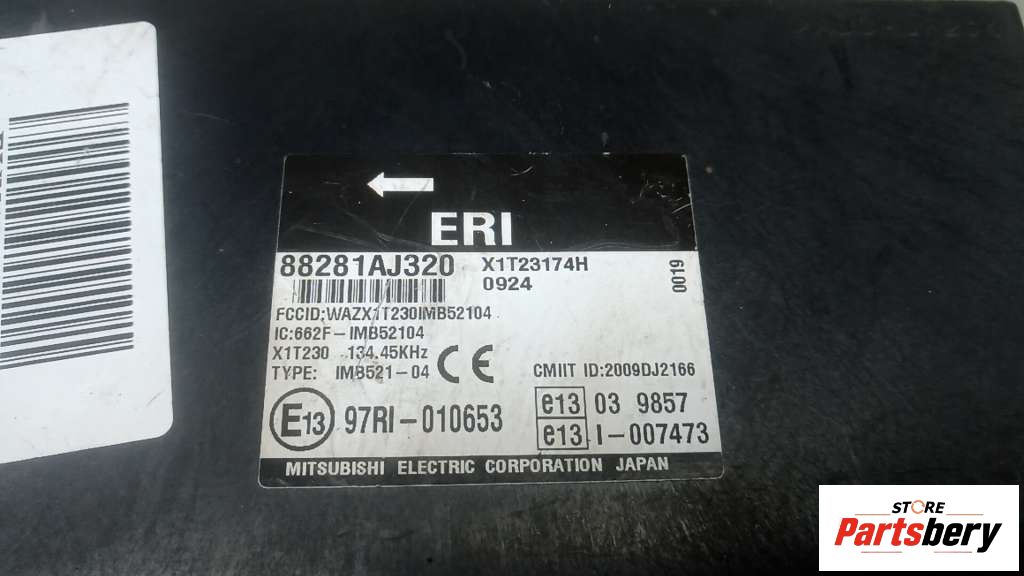 ERI
88281AJ320 X1T23174H
0924
0019
FCCID;WAZX1T230IMB52104
IC:662F-IMB52104
X1T230 134.45KHz
TYPE: IMB521-04 CE CMIIT ID:2009DJ2166
E13 97RI-010653 e13 03 9857
e13 I-007473
MITSUBISHI ELECTRIC CORPORATION JAPAN
STORE
Partsbery